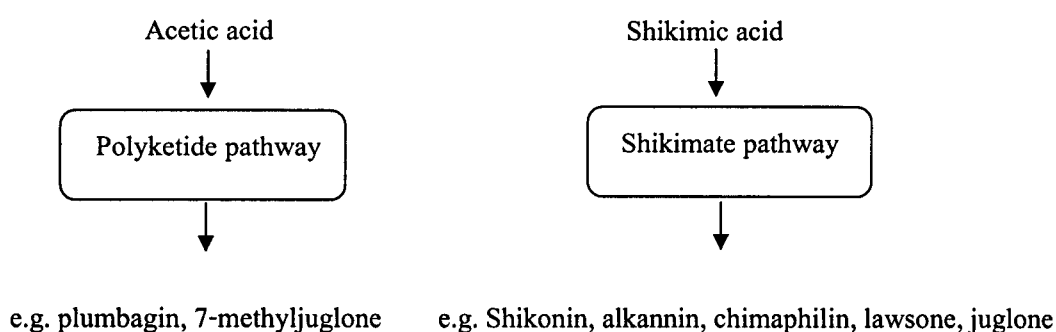 Acetic acid
Shikimic acid
Polyketide pathway
Shikimate pathway
e.g. plumbagin, 7-methyljuglone
e.g. Shikonin, alkannin, chimaphilin, lawsone, juglone